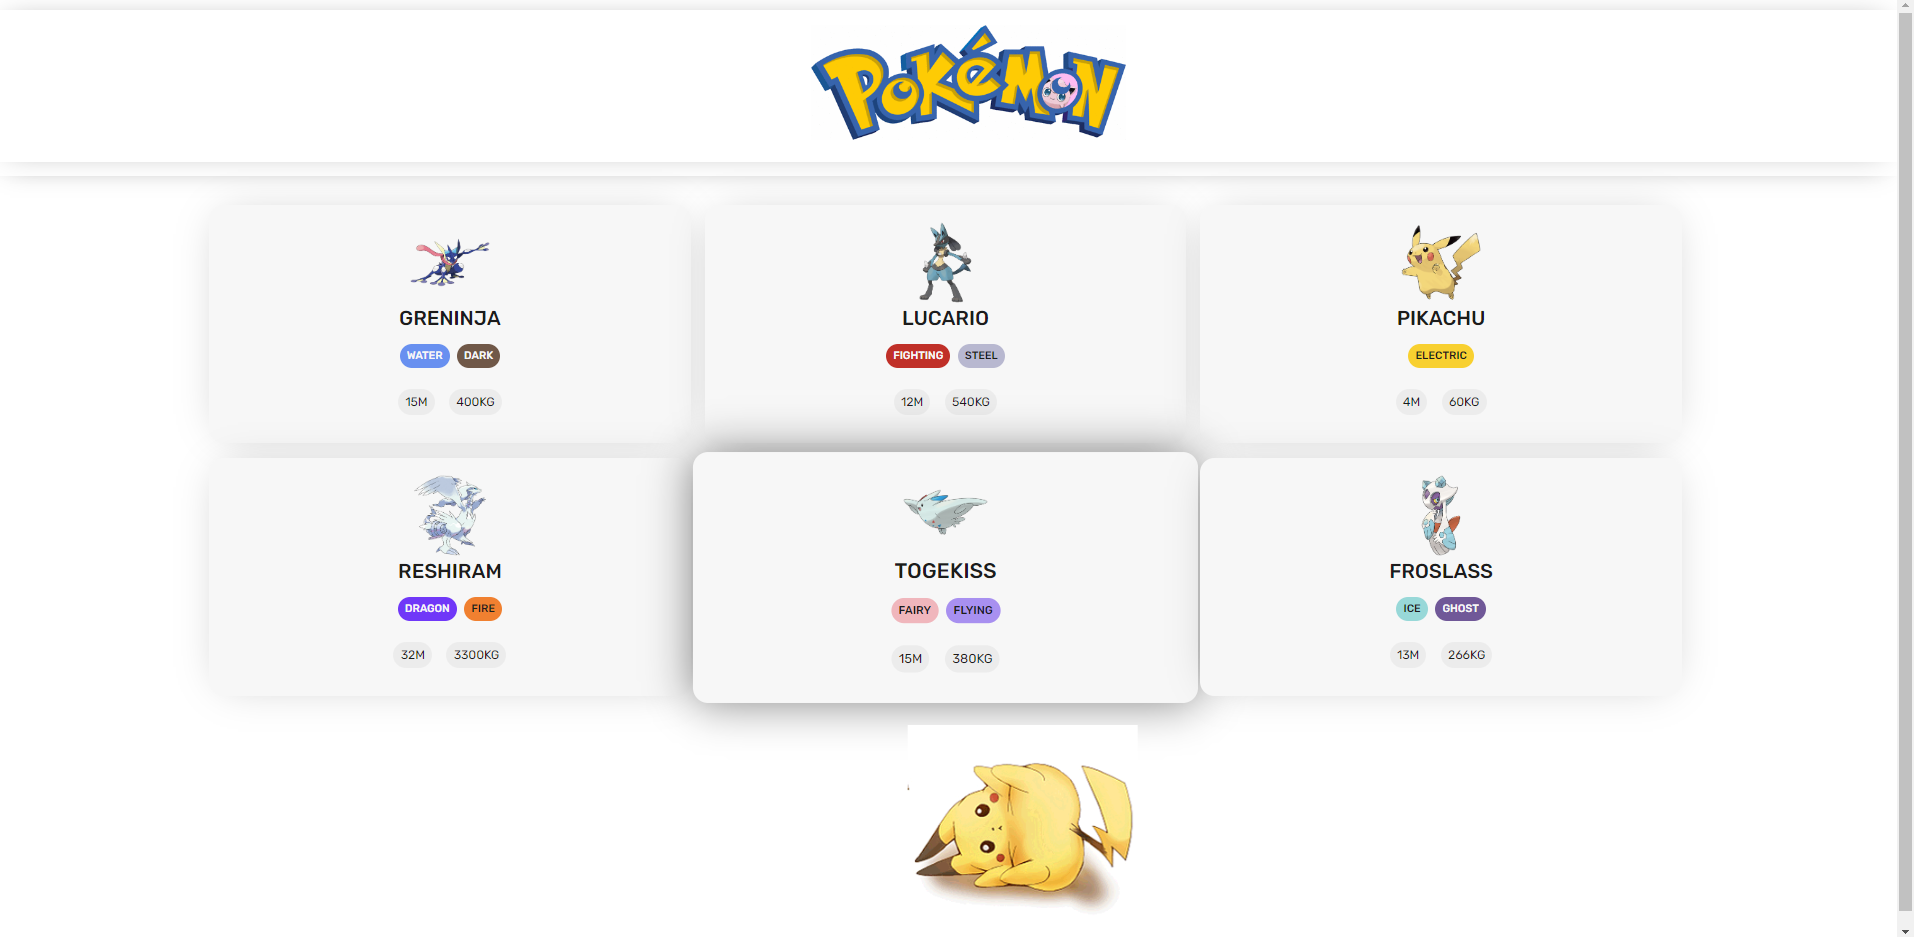 POKéMON
GRENINJA
WATER DARK
15M 400KG
LUCARIO
FIGHTING STEEL
12M 540KG
PIKACHU
ELECTRIC
4M 60KG
RESHIRAM
DRAGON FIRE
32M 3300KG
TOGEKISS
FAIRY FLYING
15M 380KG
FROSLASS
ICE GHOST
13M 266KG